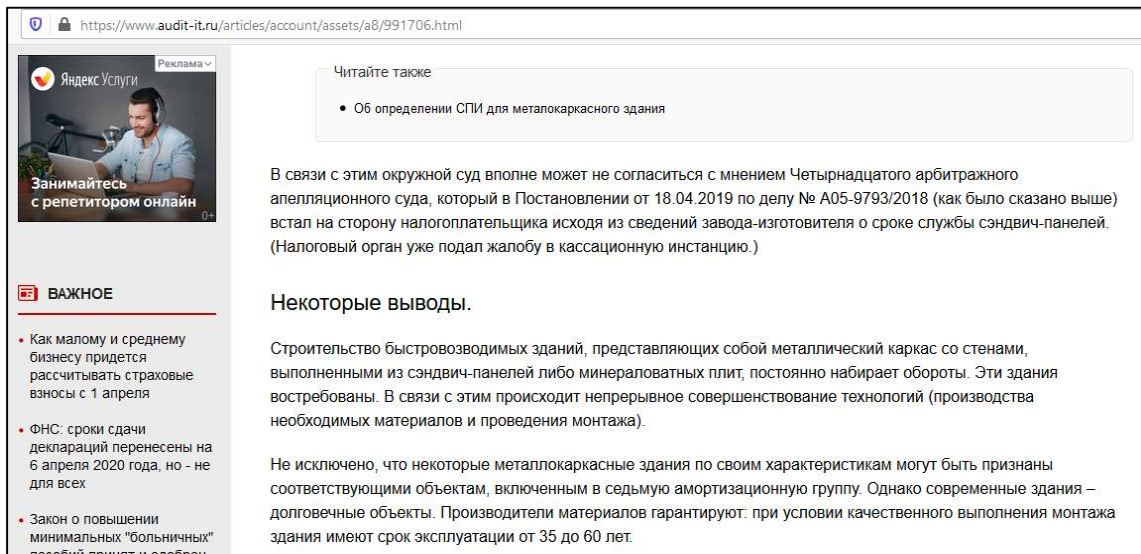 https://www.audit-it.ru/articles/account/assets/a8/991706.html
Реклама
Яндекс Услуги
Занимайтесь
с репетитором онлайн
0+
ВАЖНОЕ
• Как малому и среднему
бизнесу придется
рассчитывать страховые
взносы с 1 апреля
• ФНС: сроки сдачи
деклараций перенесены на
6 апреля 2020 года, но - не
для всех
• Закон о повышении
минимальных "больничных"
пособий принят и одобрен
Читайте также
• Об определении СПИ для металокаркасного здания
В связи с этим окружной суд вполне может не согласиться с мнением Четырнадцатого арбитражного
апелляционного суда, который в Постановлении от 18.04.2019 по делу № А05-9793/2018 (как было сказано выше)
встал на сторону налогоплательщика исходя из сведений завода-изготовителя о сроке службы сэндвич-панелей.
(Налоговый орган уже подал жалобу в кассационную инстанцию.)
Некоторые выводы.
Строительство быстровозводимых зданий, представляющих собой металлический каркас со стенами,
выполненными из сэндвич-панелей либо минераловатных плит, постоянно набирает обороты. Эти здания
востребованы. В связи с этим происходит непрерывное совершенствование технологий (производства
необходимых материалов и проведения монтажа).
Не исключено, что некоторые металлокаркасные здания по своим характеристикам могут быть признаны
соответствующими объектам, включенным в седьмую амортизационную группу. Однако современные здания –
долговечные объекты. Производители материалов гарантируют: при условии качественного выполнения монтажа
здания имеют срок эксплуатации от 35 до 60 лет.